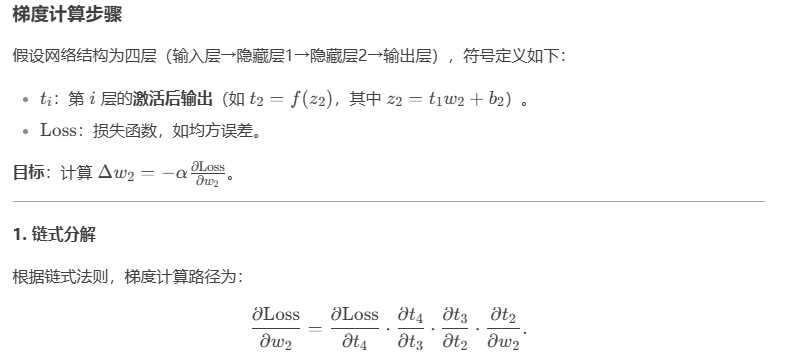 梯度计算步骤
假设网络结构为四层（输入层→隐藏层1→隐藏层2→输出层），符号定义如下：
• $t_i$：第 $i$ 层的激活后输出（如 $t_2 = f(z_2)$，其中 $z_2 = t_1 w_2 + b_2$）。
• Loss：损失函数，如均方误差。
目标：计算 $\Delta w_2 = -\alpha \frac{\partial \text{Loss}}{\partial w_2}$。
1. 链式分解
根据链式法则，梯度计算路径为：
$\frac{\partial \text{Loss}}{\partial w_2} = \frac{\partial \text{Loss}}{\partial t_4} \cdot \frac{\partial t_4}{\partial t_3} \cdot \frac{\partial t_3}{\partial t_2} \cdot \frac{\partial t_2}{\partial w_2}.$